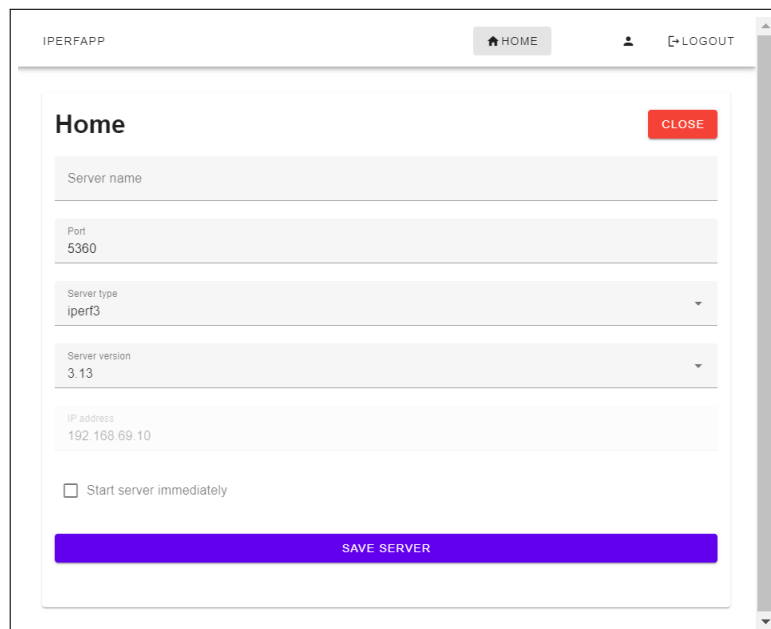 IPERFAPP
HOME
LOGOUT
Home
CLOSE
Server name
Port
5360
Server type
iperf3
Server version
3.13
IP address
192.168.69.10
Start server immediately
SAVE SERVER